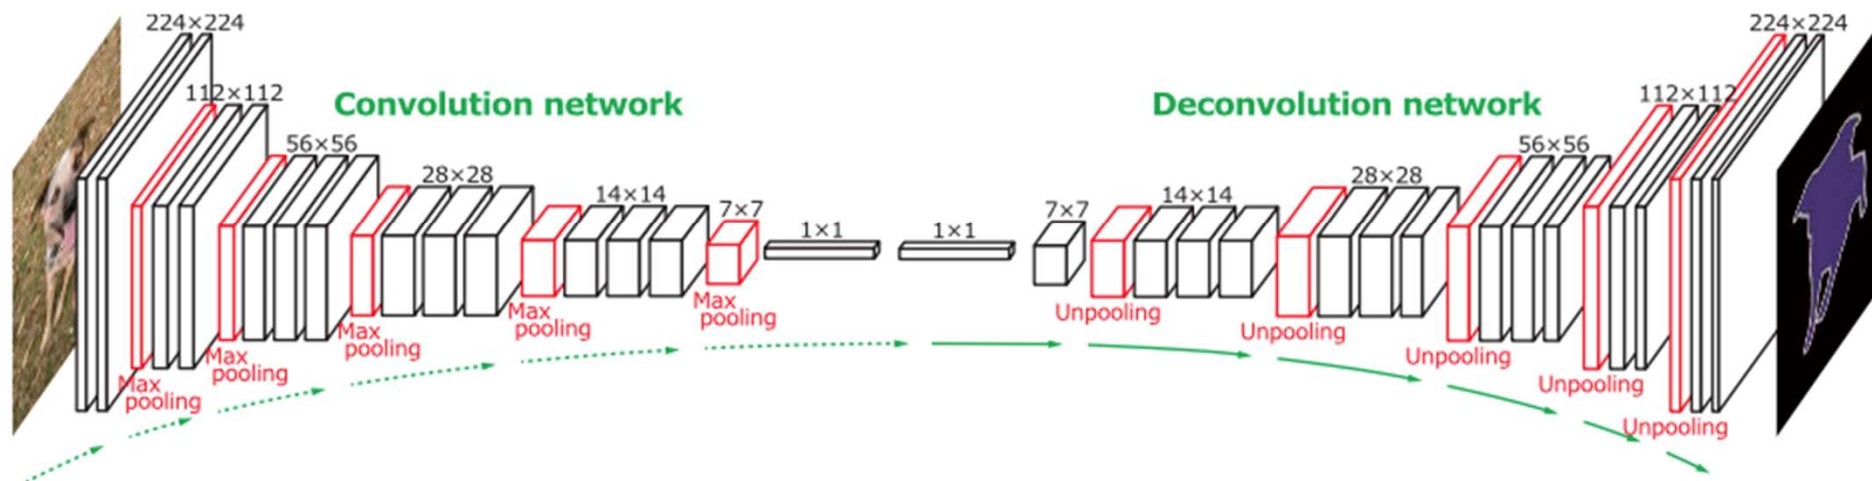 224×224
112×112
Convolution network
56×56
28×28
14×14
7×7
1×1
1×1
Max
pooling
Max
pooling
Max
pooling
Max
pooling
Max
pooling
224×224
112×112
Deconvolution network
56×56
28×28
14×14
7×7
Unpooling
Unpooling
Unpooling
Unpooling
Unpooling